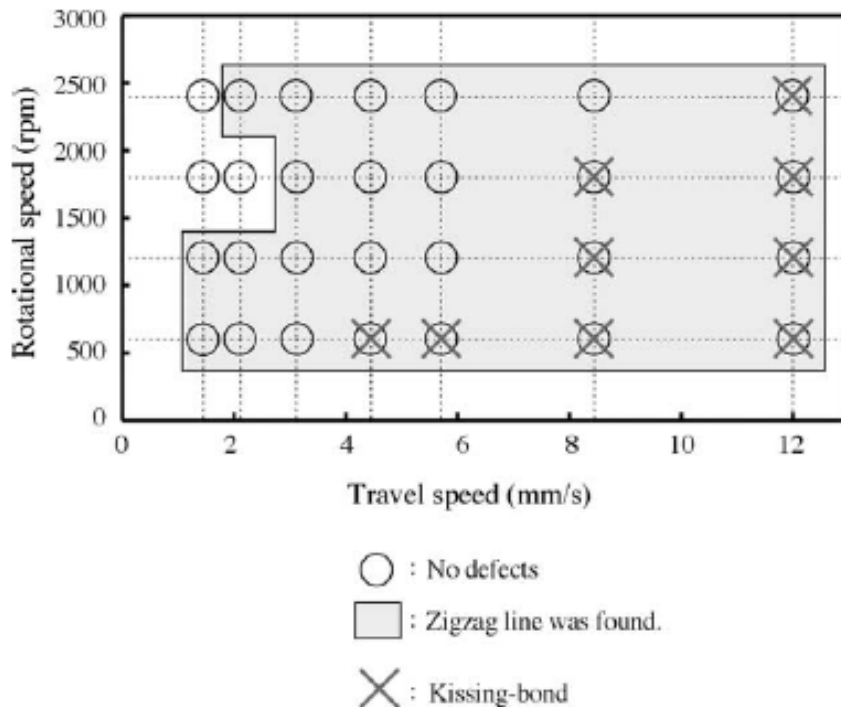 3000
2500
2000
1500
1000
500
0
Rotational speed (rpm)
0 2 4 6 8 10 12
Travel speed (mm/s)
: No defects
: Zigzag line was found.
: Kissing-bond